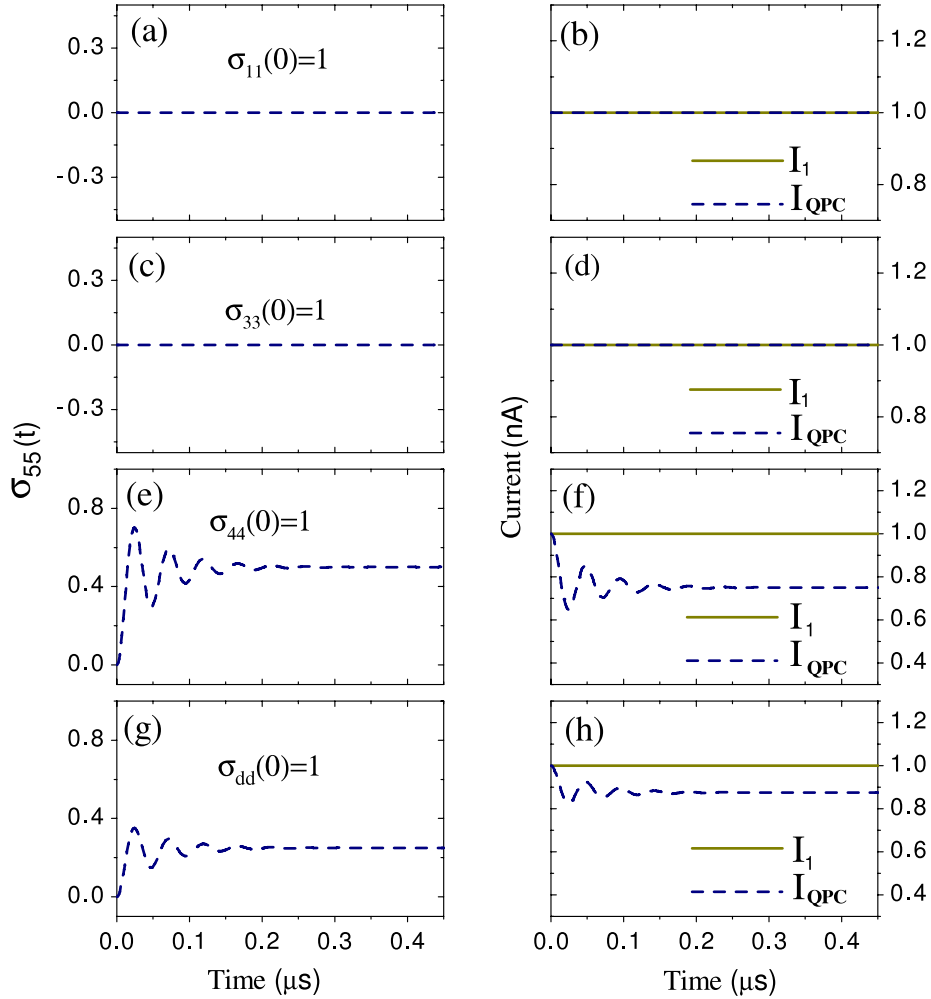 (a)
σ₁₁(0)=1
0.3
0.0
-0.3
(b)
1.2
1.0
0.8
I₁
I_QPC
(c)
σ₃₃(0)=1
0.3
0.0
-0.3
(d)
1.2
1.0
0.8
I₁
I_QPC
σ₅₅(t)
Current(nA)
(e)
σ₄₄(0)=1
0.8
0.4
0.0
(f)
1.2
1.0
0.8
0.6
0.4
I₁
I_QPC
(g)
σ_dd(0)=1
0.8
0.4
0.0
(h)
1.2
1.0
0.8
0.6
0.4
I₁
I_QPC
0.0 0.1 0.2 0.3 0.4
Time (μs)
0.0 0.1 0.2 0.3 0.4
Time (μs)